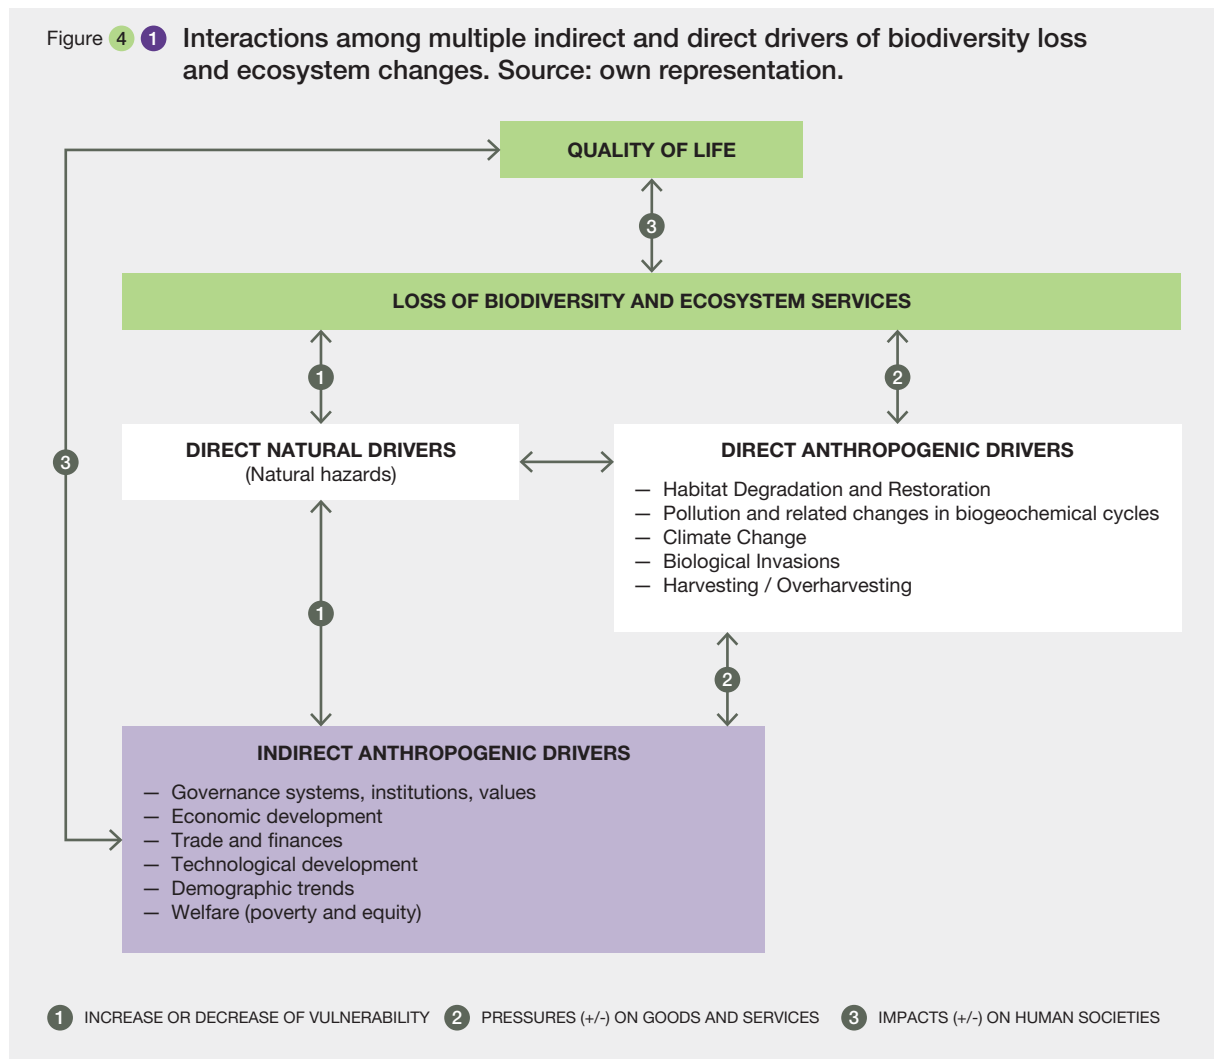 Figure 4 1 Interactions among multiple indirect and direct drivers of biodiversity loss
and ecosystem changes. Source: own representation.
QUALITY OF LIFE
3
LOSS OF BIODIVERSITY AND ECOSYSTEM SERVICES
1
2
DIRECT NATURAL DRIVERS
(Natural hazards)
DIRECT ANTHROPOGENIC DRIVERS
— Habitat Degradation and Restoration
— Pollution and related changes in biogeochemical cycles
— Climate Change
— Biological Invasions
— Harvesting / Overharvesting
3
1
2
INDIRECT ANTHROPOGENIC DRIVERS
— Governance systems, institutions, values
— Economic development
— Trade and finances
— Technological development
— Demographic trends
— Welfare (poverty and equity)
1 INCREASE OR DECREASE OF VULNERABILITY 2 PRESSURES (+/-) ON GOODS AND SERVICES 3 IMPACTS (+/-) ON HUMAN SOCIETIES